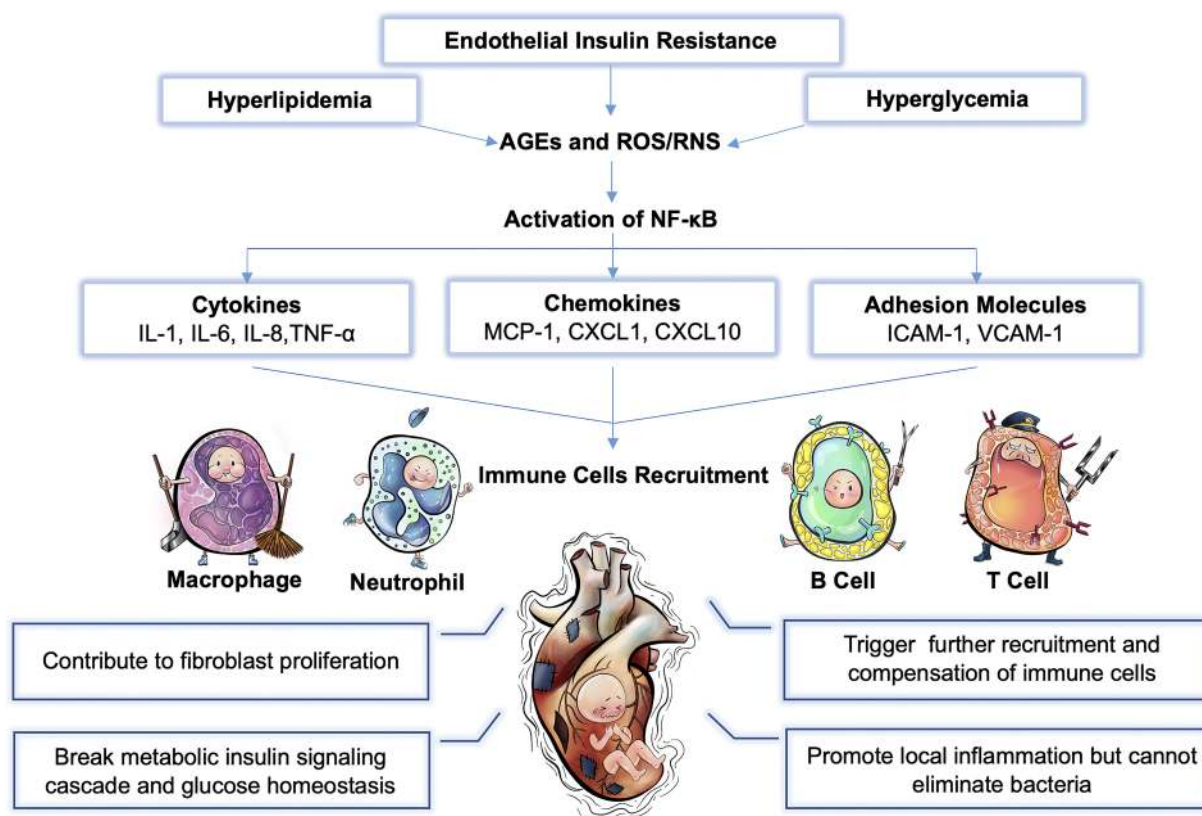 Endothelial Insulin Resistance
Hyperlipidemia
Hyperglycemia
AGEs and ROS/RNS
Activation of NF-κB
Cytokines
IL-1, IL-6, IL-8,TNF-α
Chemokines
MCP-1, CXCL1, CXCL10
Adhesion Molecules
ICAM-1, VCAM-1
Immune Cells Recruitment
Macrophage
Neutrophil
B Cell
T Cell
Contribute to fibroblast proliferation
Trigger further recruitment and
compensation of immune cells
Break metabolic insulin signaling
cascade and glucose homeostasis
Promote local inflammation but cannot
eliminate bacteria